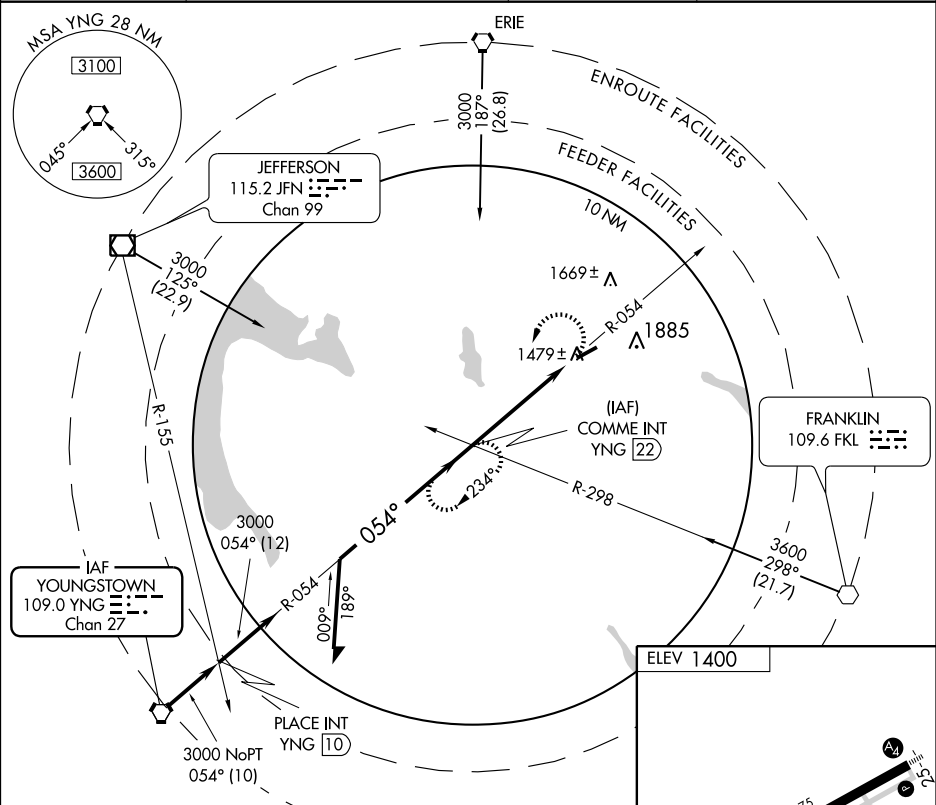 MSA YNG 28 NM
3100
045°
315°
3600
ERIE
3000
187°
(26.8)
ENROUTE FACILITIES
FEEDER FACILITIES
10 NM
JEFFERSON
115.2 JFN
Chan 99
3000
125°
(22.9)
1669±
R-054
1885
1479±
(IAF)
COMME INT
YNG 22
FRANKLIN
109.6 FKL
R-155
234°
R-298
054°
3600
298°
(21.7)
3000
054° (12)
IAF
YOUNGSTOWN
109.0 YNG
Chan 27
R-054
009°
189°
PLACE INT
YNG 10
3000 NoPT
054° (10)
ELEV 1400
A4
25
P
75